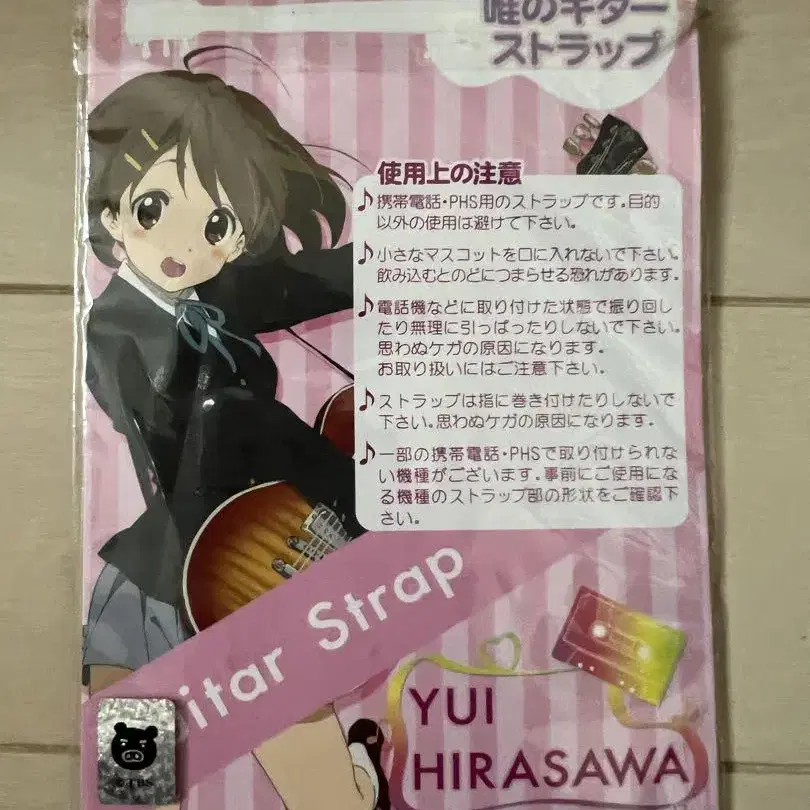 唯のギター
ストラップ
使用上の注意
♪携帯電話・PHS用のストラップです。目的
以外の使用は避けて下さい。
♪小さなマスコットを口に入れないで下さい。
飲み込むとのどにつまらせる恐れがあります。
♪電話機などに取り付けた状態で振り回し
たり無理に引っぱったりしないで下さい。
思わぬケガの原因になります。
お取り扱いにはご注意下さい。
♪ストラップは指に巻き付けたりしないで
下さい。思わぬケガの原因になります。
♪一部の携帯電話・PHSで取り付けられな
い機種がございます。事前にご使用にな
る機種のストラップ部の形状をご確認下
さい。
itar Strap
YUI
HIRASAWA
©TBS